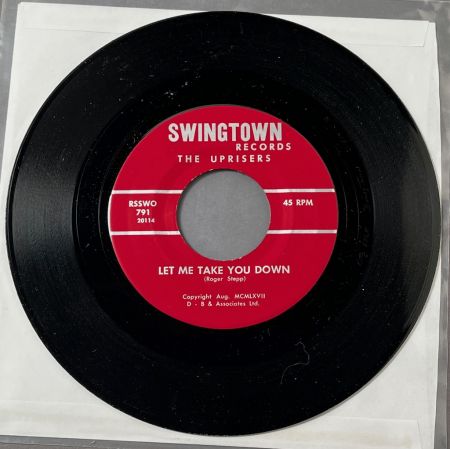 SWINGTOWN
RECORDS
THE UPRISERS
RSSWO
791
20114
45 RPM
LET ME TAKE YOU DOWN
(Roger Stepp)
Copyright Aug. MCMLXVII
D - B & Associates Ltd.